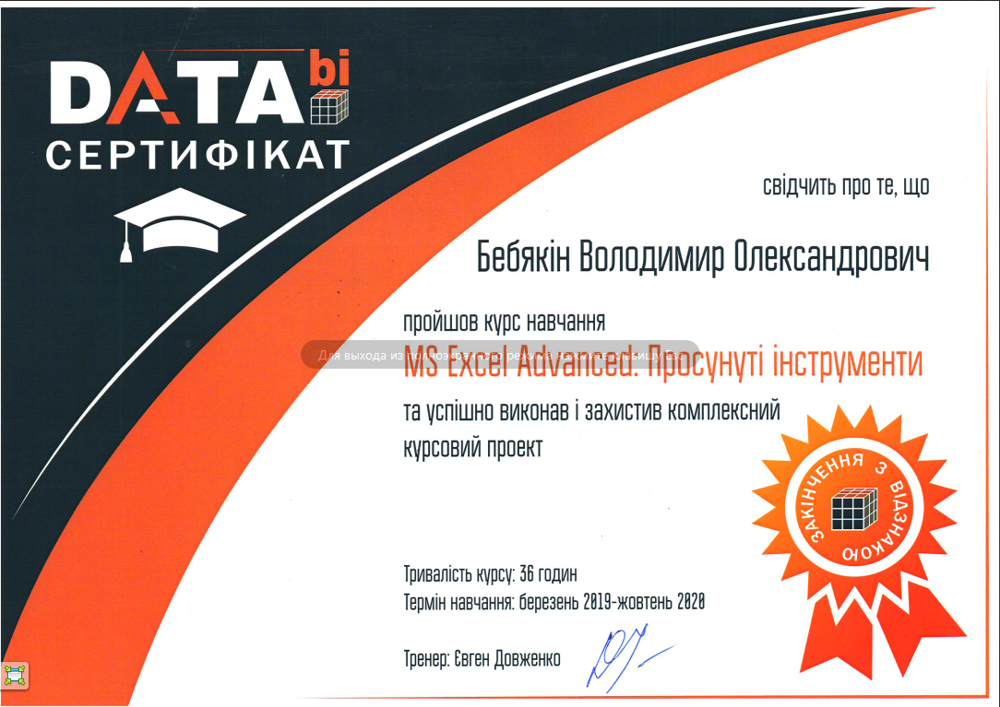 DATA bi
СЕРТИФІКАТ
свідчить про те, що
Бебякін Володимир Олександрович
пройшов курс навчання
Для выхода из полноэкранного режима нажмите клавишу Esc
MS Excel Advanced. Просунуті інструменти
та успішно виконав і захистив комплексний
курсовий проект
ЗАКІНЧЕННЯ З ВІДЗНАКОЮ
Тривалість курсу: 36 годин
Термін навчання: березень 2019-жовтень 2020
Тренер: Євген Довженко